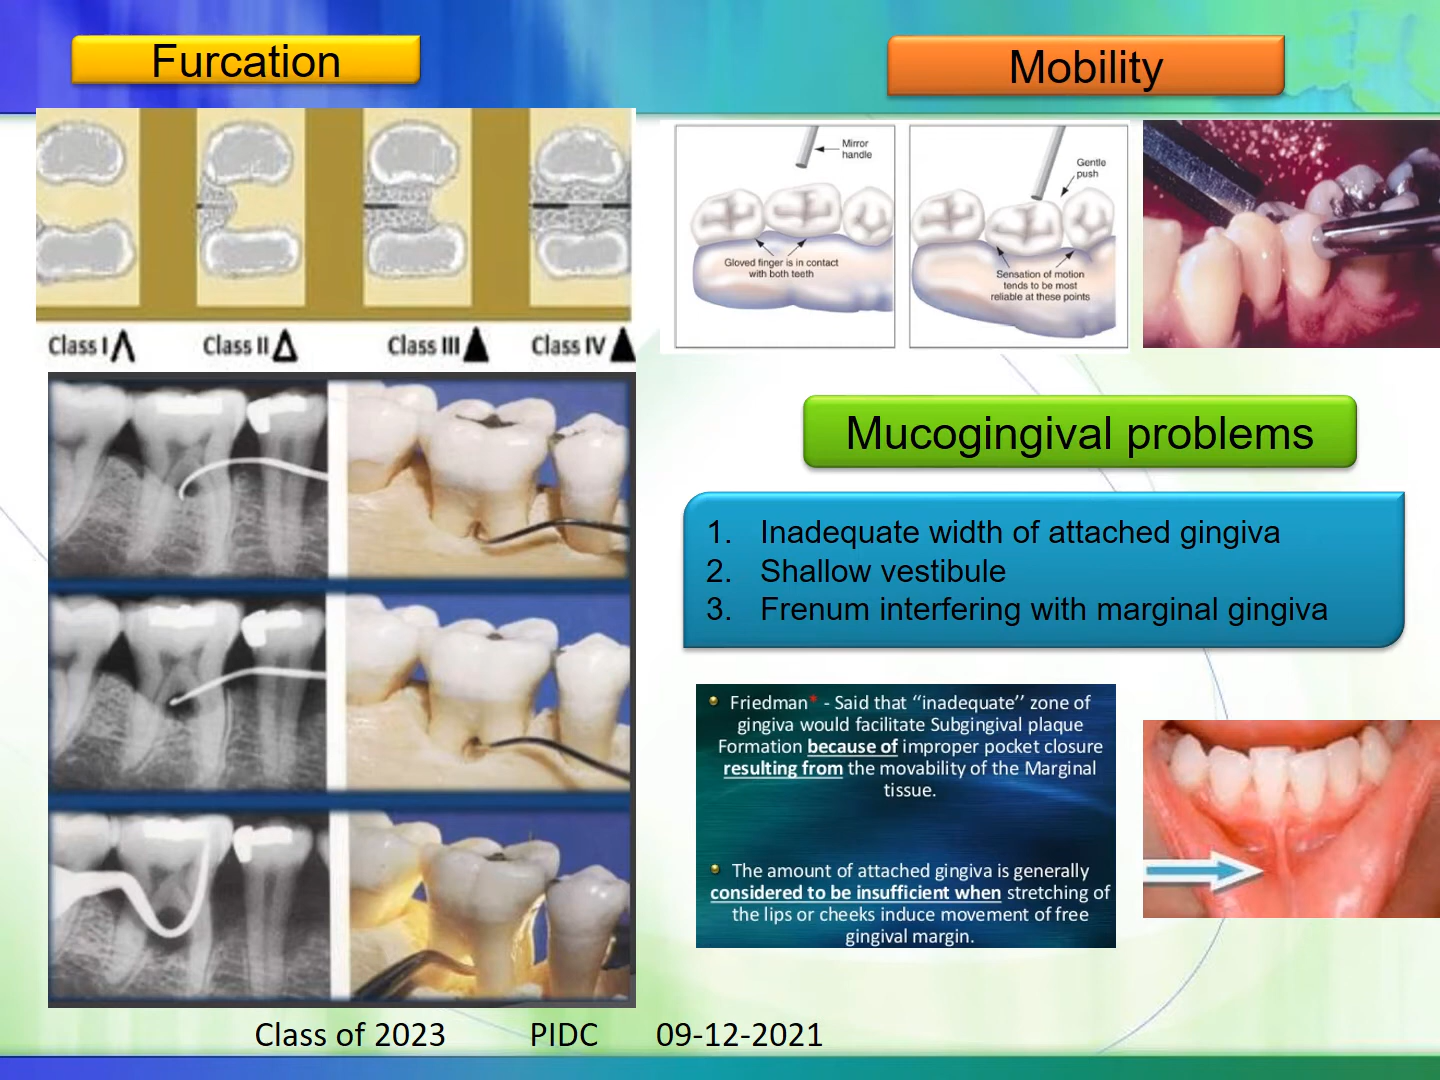 Furcation
Mobility
Class I
Class II
Class III
Class IV
Mirror
handle
Gloved finger is in contact
with both teeth
Gentle
push
Sensation of motion
tends to be most
reliable at these points
Mucogingival problems
1. Inadequate width of attached gingiva
2. Shallow vestibule
3. Frenum interfering with marginal gingiva
Friedman* - Said that “inadequate” zone of
gingiva would facilitate Subgingival plaque
Formation because of improper pocket closure
resulting from the movability of the Marginal
tissue.
The amount of attached gingiva is generally
considered to be insufficient when stretching of
the lips or cheeks induce movement of free
gingival margin.
Class of 2023 PIDC 09-12-2021